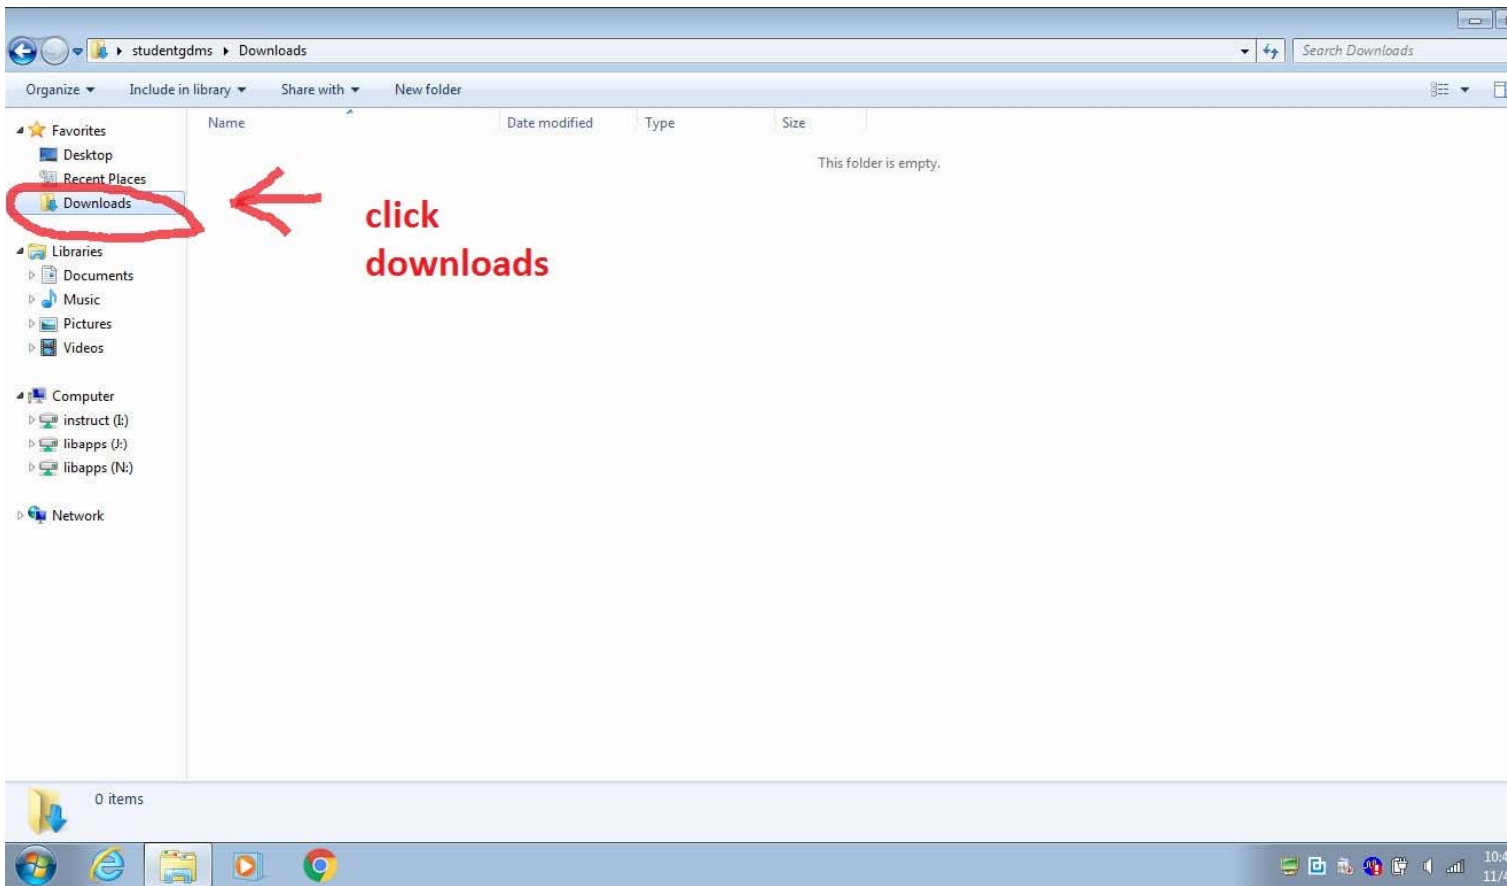 studentgdms Downloads
Search Downloads
Organize Include in library Share with New folder
Name Date modified Type Size
This folder is empty.
Favorites
Desktop
Recent Places
Downloads
click
downloads
Libraries
Documents
Music
Pictures
Videos
Computer
instruct (I:)
libapps (J:)
libapps (N:)
Network
0 items